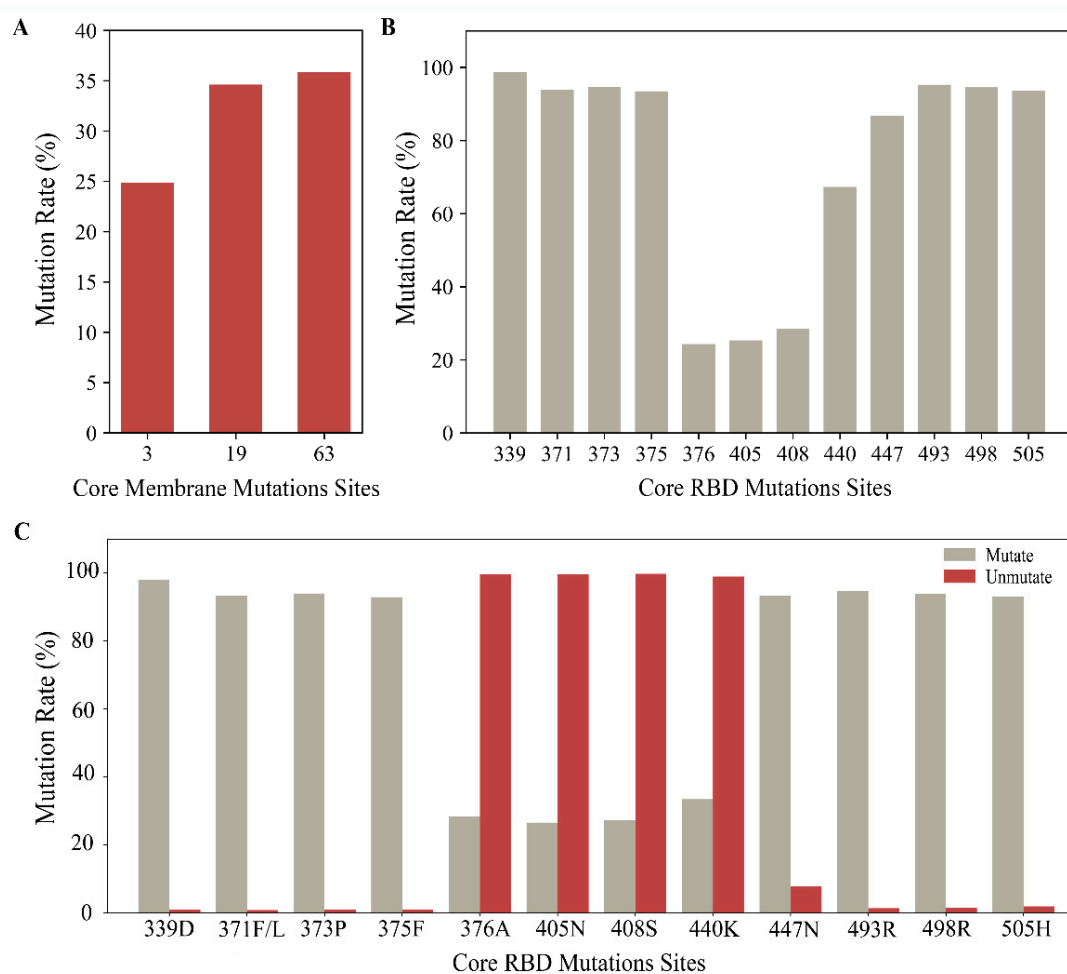 A
Mutation Rate (%)
40
35
30
25
20
15
10
5
0
3 19 63
Core Membrane Mutations Sites
B
Mutation Rate (%)
100
80
60
40
20
0
339 371 373 375 376 405 408 440 447 493 498 505
Core RBD Mutations Sites
C
Mutation Rate (%)
100
80
60
40
20
0
Mutate
Unmutate
339D 371F/L 373P 375F 376A 405N 408S 440K 447N 493R 498R 505H
Core RBD Mutations Sites